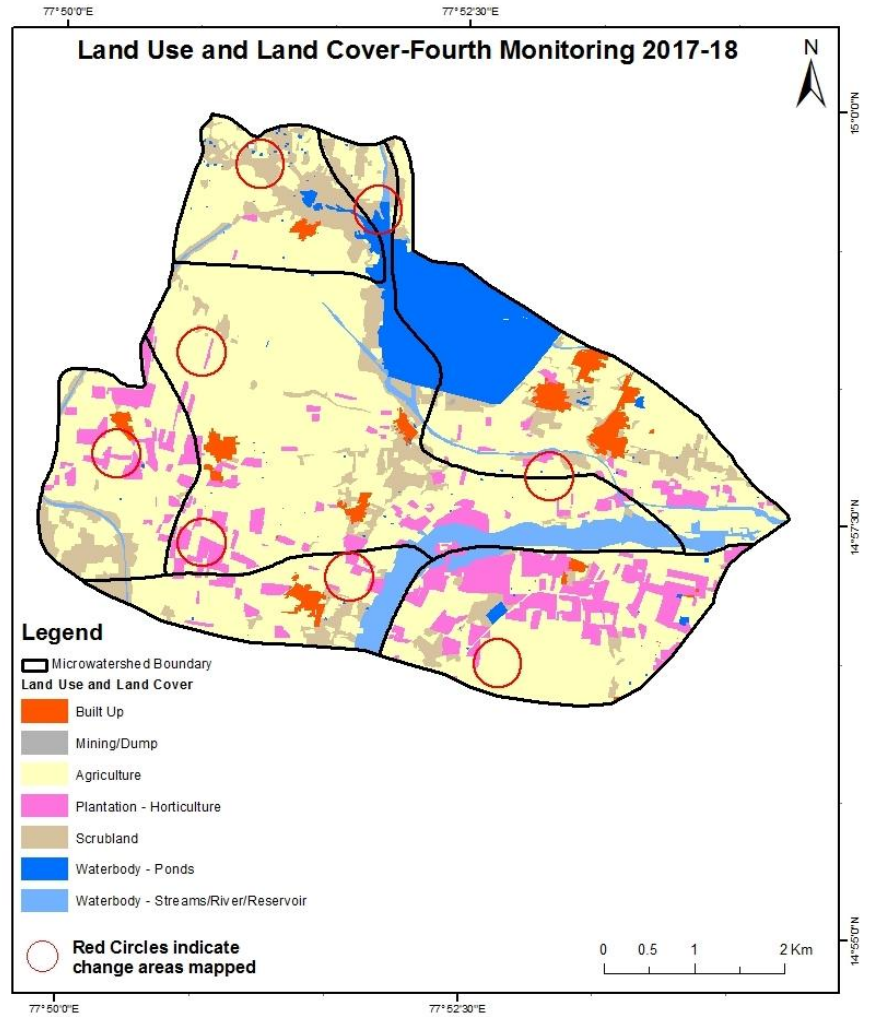 77°50'0"E
77°52'30"E
Land Use and Land Cover-Fourth Monitoring 2017-18
N
15°0'0"N
14°57'30"N
14°55'0"N
Legend
Microwatershed Boundary
Land Use and Land Cover
Built Up
Mining/Dump
Agriculture
Plantation - Horticulture
Scrubland
Waterbody - Ponds
Waterbody - Streams/River/Reservoir
Red Circles indicate
change areas mapped
0 0.5 1 2 Km
77°50'0"E
77°52'30"E